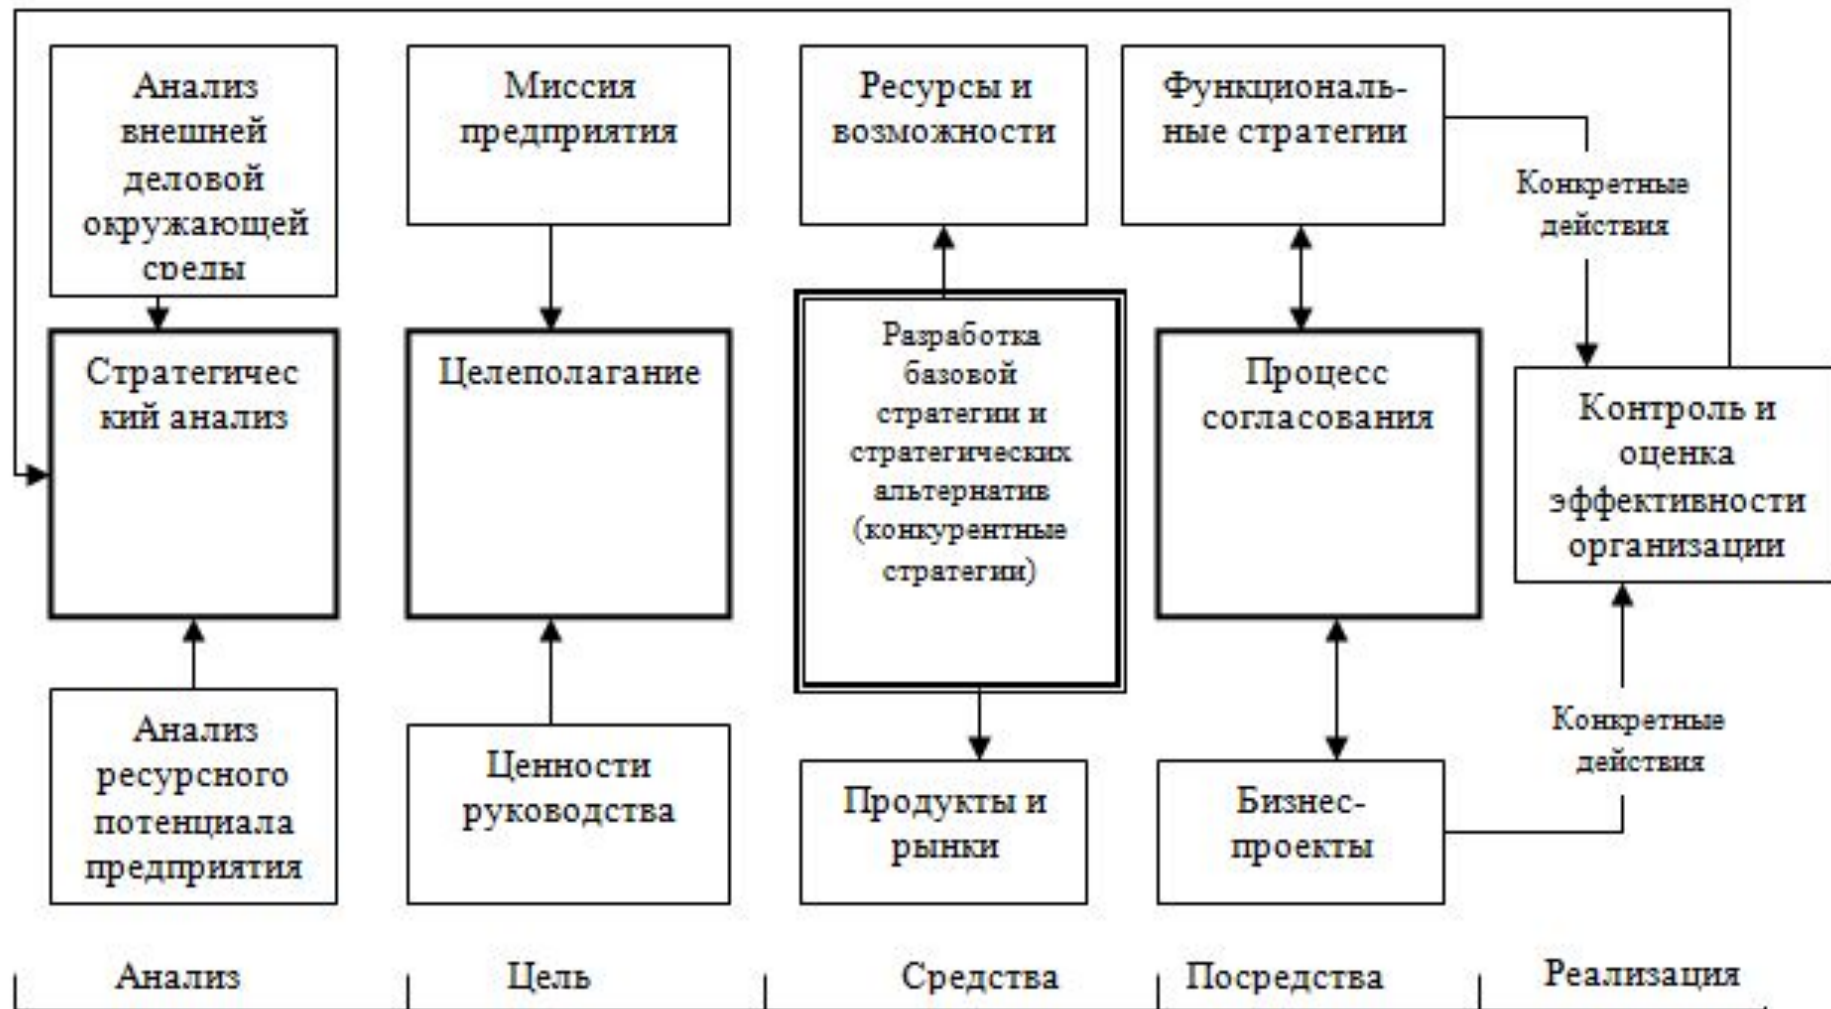 Анализ
внешней
деловой
окружающей
среды
Миссия
предприятия
Ресурсы и
возможности
Функциональ-
ные стратегии
Конкретные
действия
Стратегичес
кий анализ
Целеполагание
Разработка
базовой
стратегии и
стратегических
альтернатив
(конкурентные
стратегии)
Процесс
согласования
Контроль и
оценка
эффективности
организации
Анализ
ресурсного
потенциала
предприятия
Ценности
руководства
Продукты и
рынки
Бизнес-
проекты
Конкретные
действия
Анализ
Цель
Средства
Посредства
Реализация